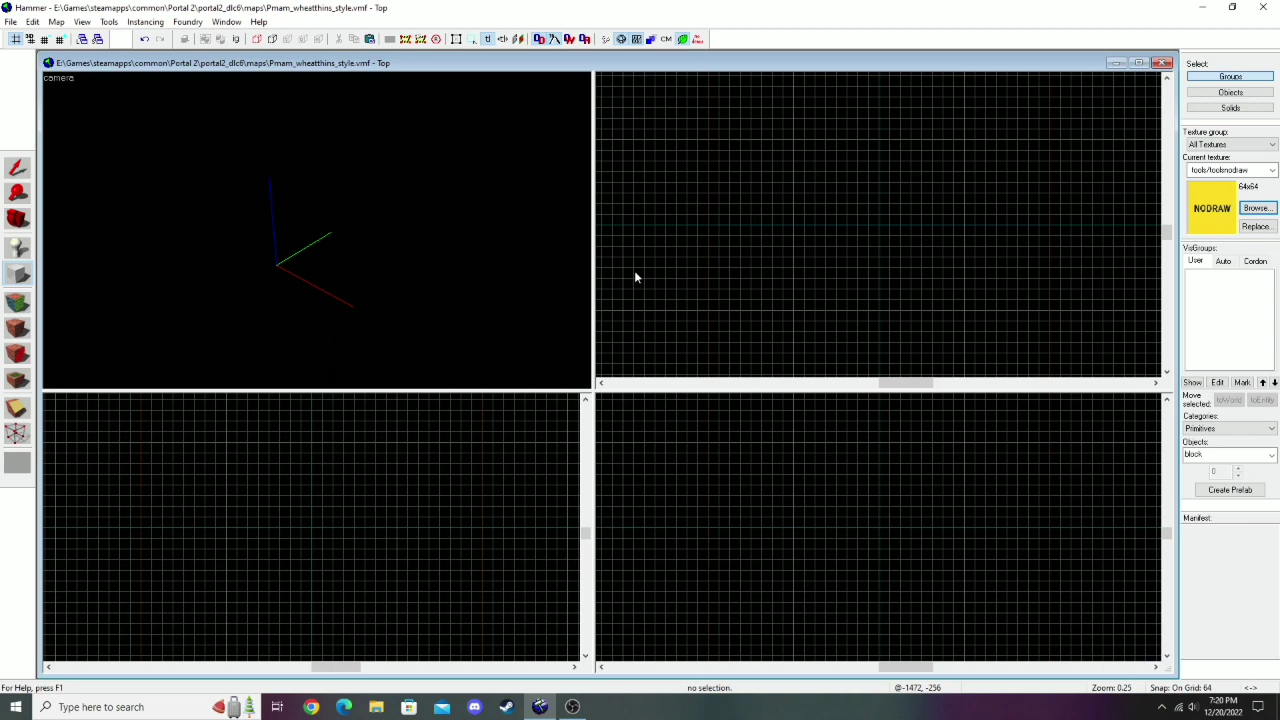 Hammer - E:\Games\steamapps\common\Portal 2\portal2_dlc6\maps\Pmam_wheatthins_style.vmf - Top
File Edit Map View Tools Instancing Foundry Window Help
E:\Games\steamapps\common\Portal 2\portal2_dlc6\maps\Pmam_wheatthins_style.vmf - Top
camera
Select:
Groups
Objects
Solids
Texture group:
All Textures
Current texture:
tools/toolsnodraw
64x64
NODRAW
Browse...
Replace...
VisGroups:
User Auto Cordon
Show Edit Mark
Move selected: toWorld toEntity
Categories:
Primitives
Objects:
block
0
Create Prefab
Manifest:
For Help, press F1
no selection.
@-1472, -256
Zoom: 0.25
Snap: On Grid: 64
<->
Type here to search
7:20 PM
12/20/2022